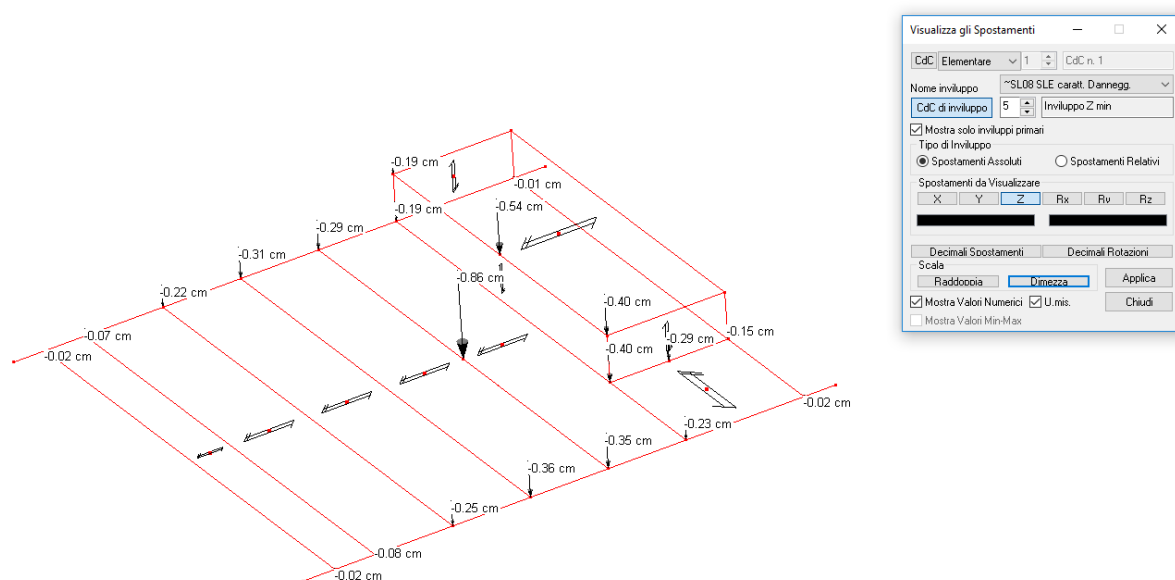 Visualizza gli Spostamenti
CdC Elementare 1 CdC n. 1
Nome inviluppo ~SL08 SLE caratt. Dannegg.
CdC di inviluppo 5 Inviluppo Z min
Mostra solo inviluppi primari
Tipo di Inviluppo
Spostamenti Assoluti Spostamenti Relativi
Spostamenti da Visualizzare
X Y Z Rx Ry Rz
Decimali Spostamenti Decimali Rotazioni
Scala
Raddoppia Dimezza Applica
Mostra Valori Numerici U.mis. Chiudi
Mostra Valori Min-Max
-0.19 cm
-0.01 cm
-0.54 cm
-0.19 cm
-0.29 cm
-0.31 cm
-0.86 cm
-0.22 cm
-0.40 cm
-0.15 cm
-0.07 cm
-0.29 cm
-0.40 cm
-0.02 cm
-0.02 cm
-0.23 cm
-0.35 cm
-0.36 cm
-0.25 cm
-0.08 cm
-0.02 cm